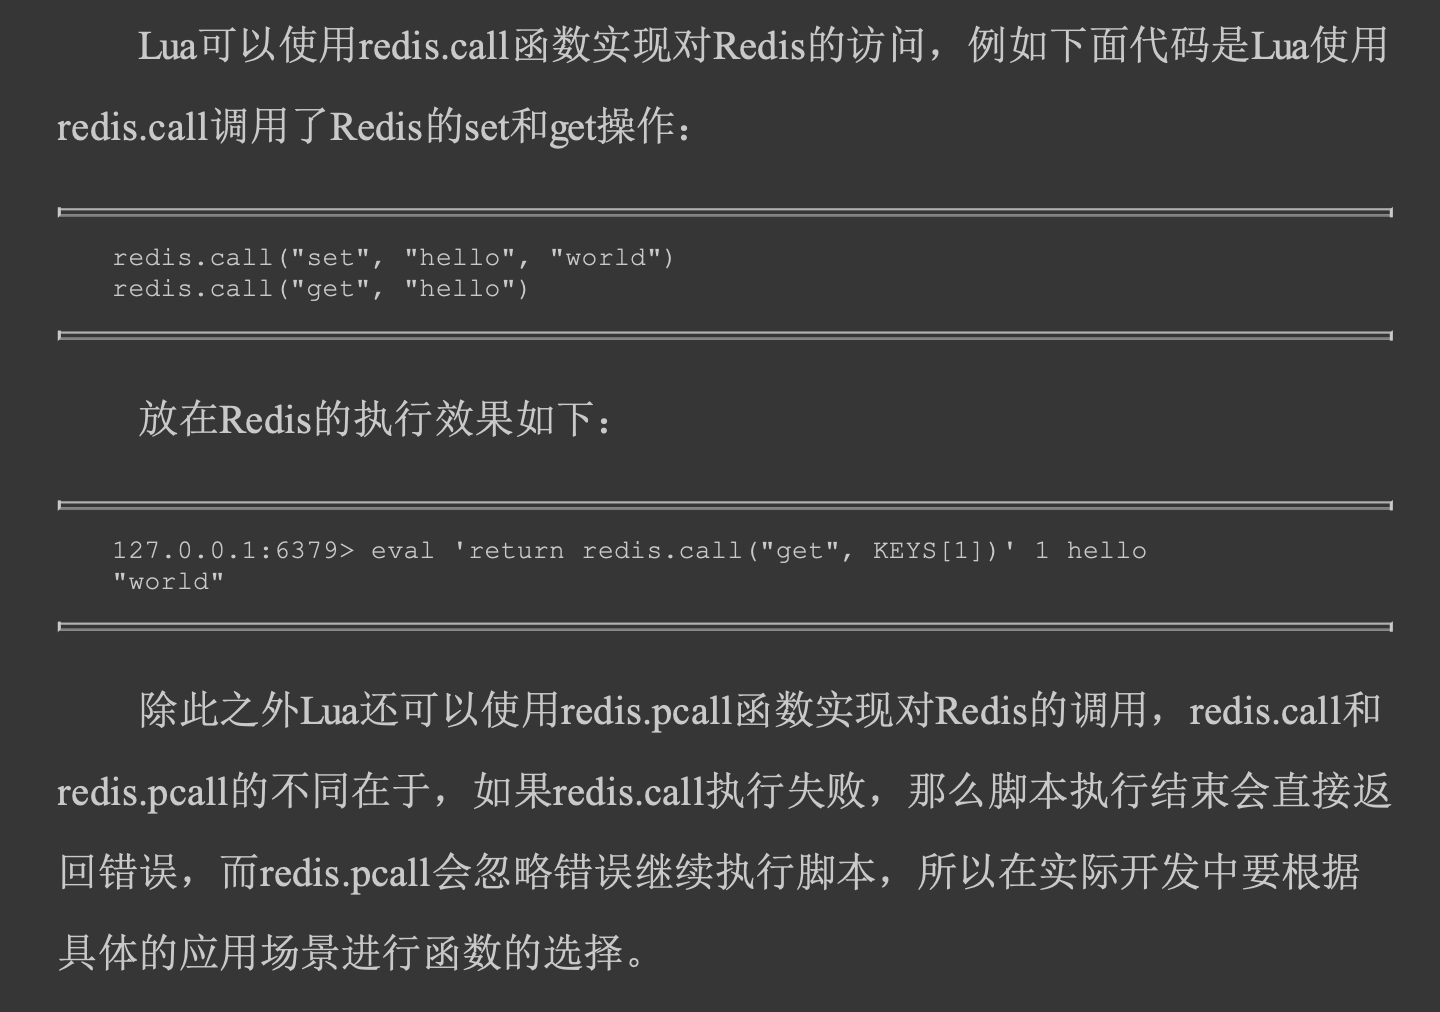 Lua可以使用redis.call函数实现对Redis的访问，例如下面代码是Lua使用
redis.call调用了Redis的set和get操作：
redis.call("set", "hello", "world")
redis.call("get", "hello")
放在Redis的执行效果如下：
127.0.0.1:6379> eval 'return redis.call("get", KEYS[1])' 1 hello
"world"
除此之外Lua还可以使用redis.pcall函数实现对Redis的调用，redis.call和
redis.pcall的不同在于，如果redis.call执行失败，那么脚本执行结束会直接返
回错误，而redis.pcall会忽略错误继续执行脚本，所以在实际开发中要根据
具体的应用场景进行函数的选择。